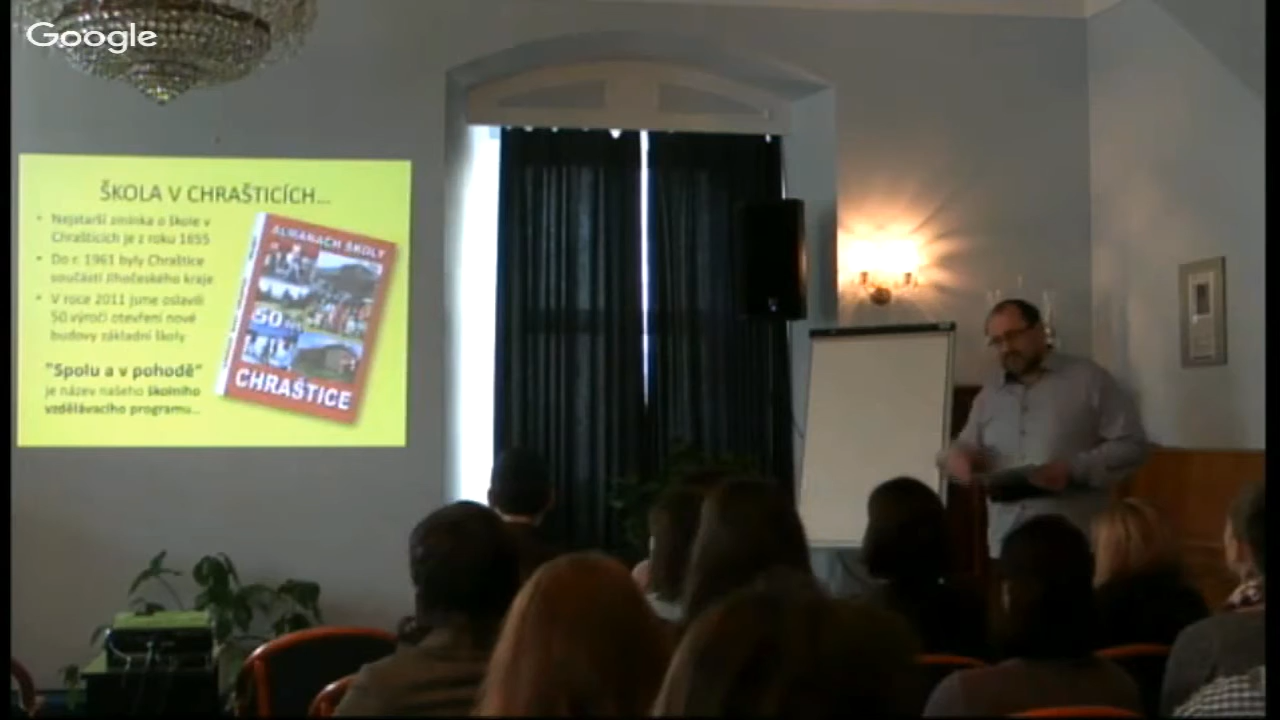 Google
ŠKOLA V CHRAŠTICÍCH...
• Nejstarší zmínka o škole v
Chrašticích je z roku 1655
• Do r. 1961 byly Chraštice
součástí Jihočeského kraje
• V roce 2011 jsme oslavili
50 výročí otevření nové
budovy základní školy
"Spolu a v pohodě"
je název našeho školního
vzdělávacího programu...
ALMANACH ŠKOLY
50
CHRAŠTICE